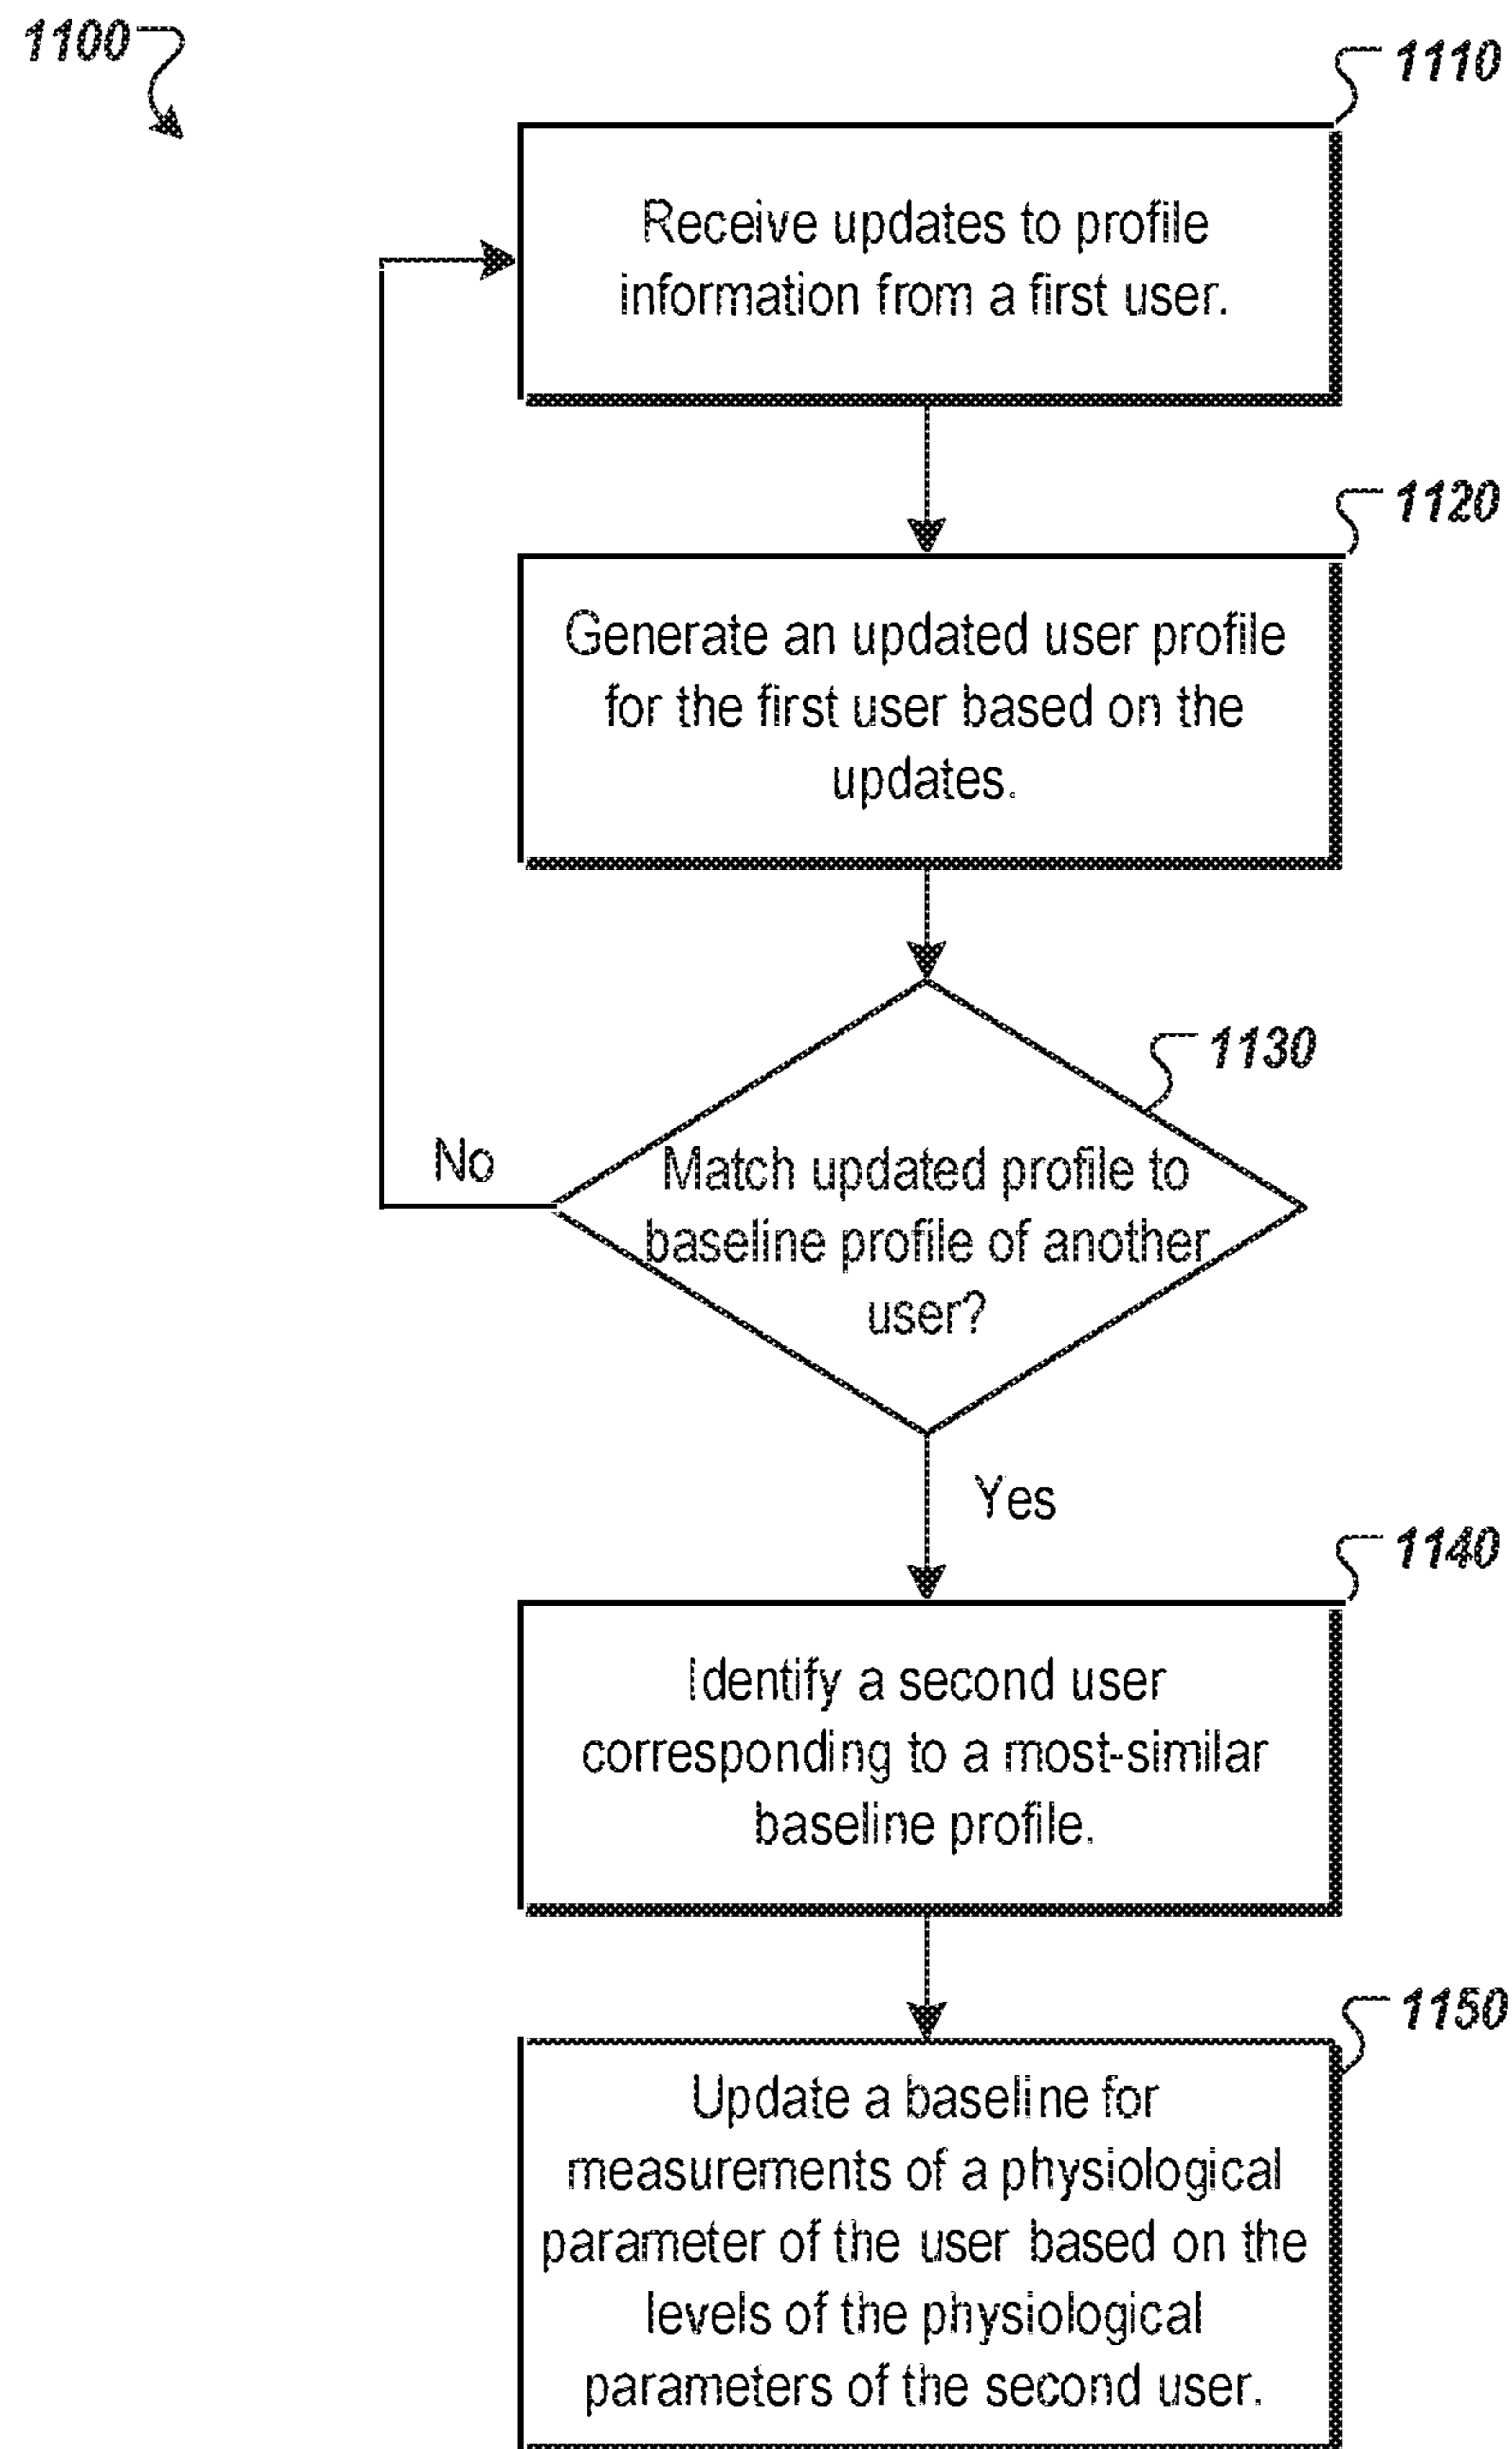 1100
1110
Receive updates to profile
information from a first user.
1120
Generate an updated user profile
for the first user based on the
updates.
1130
Match updated profile to
baseline profile of another
user?
No
Yes
1140
Identify a second user
corresponding to a most-similar
baseline profile.
1150
Update a baseline for
measurements of a physiological
parameter of the user based on the
levels of the physiological
parameters of the second user.